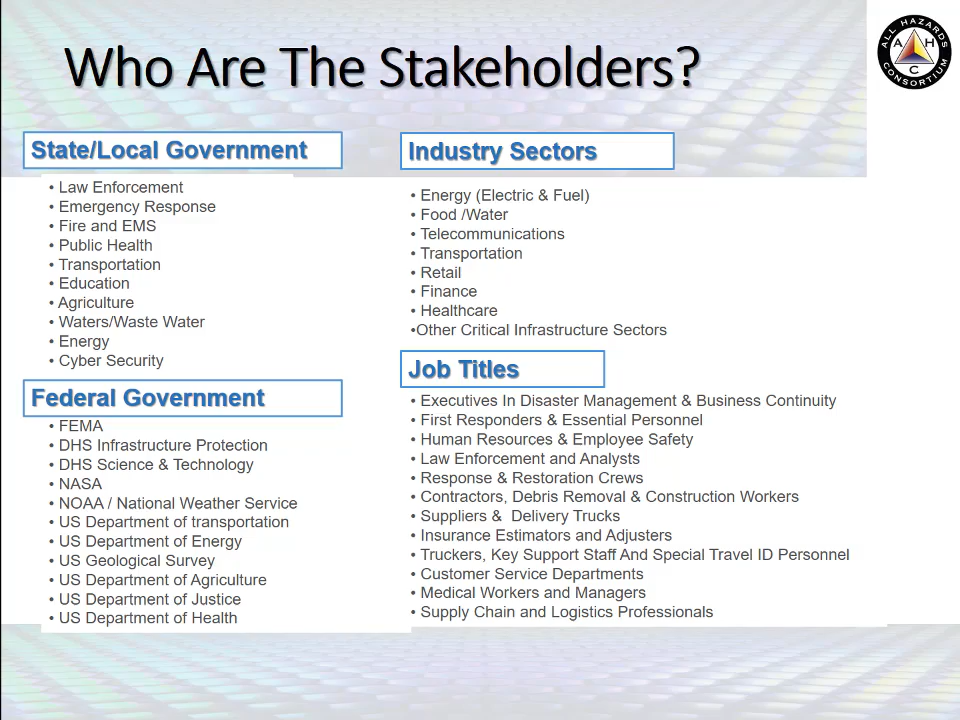 Who Are The Stakeholders?
ALL HAZARDS
A H
C
CONSORTIUM
State/Local Government
• Law Enforcement
• Emergency Response
• Fire and EMS
• Public Health
• Transportation
• Education
• Agriculture
• Waters/Waste Water
• Energy
• Cyber Security
Federal Government
• FEMA
• DHS Infrastructure Protection
• DHS Science & Technology
• NASA
• NOAA / National Weather Service
• US Department of transportation
• US Department of Energy
• US Geological Survey
• US Department of Agriculture
• US Department of Justice
• US Department of Health
Industry Sectors
• Energy (Electric & Fuel)
• Food /Water
• Telecommunications
• Transportation
• Retail
• Finance
• Healthcare
•Other Critical Infrastructure Sectors
Job Titles
• Executives In Disaster Management & Business Continuity
• First Responders & Essential Personnel
• Human Resources & Employee Safety
• Law Enforcement and Analysts
• Response & Restoration Crews
• Contractors, Debris Removal & Construction Workers
• Suppliers & Delivery Trucks
• Insurance Estimators and Adjusters
• Truckers, Key Support Staff And Special Travel ID Personnel
• Customer Service Departments
• Medical Workers and Managers
• Supply Chain and Logistics Professionals